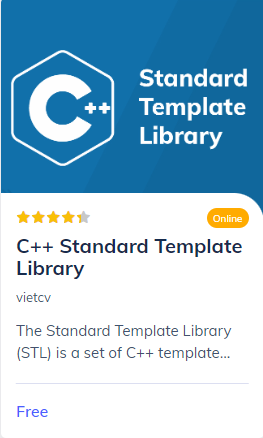 C++
Standard
Template
Library
Online
C++ Standard Template
Library
vietcv
The Standard Template Library
(STL) is a set of C++ template...
Free